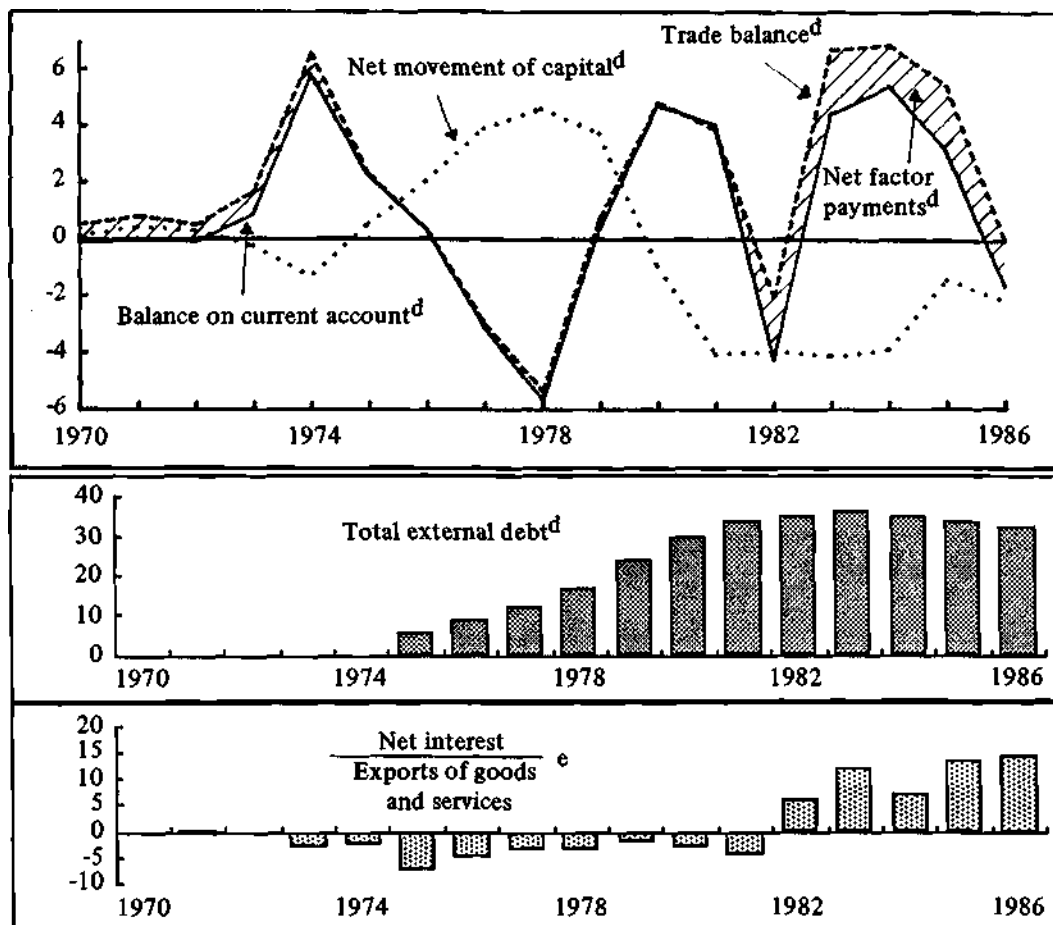 6
4
2
0
-2
-4
-6
Net movement of capital^d
Trade balance^d
Net factor
payments^d
Balance on current account^d
1970 1974 1978 1982 1986
40
30
20
10
0
Total external debt^d
1970 1974 1978 1982 1986
20
15
10
5
0
-5
-10
Net interest
Exports of goods
and services
e
1970 1974 1978 1982 1986